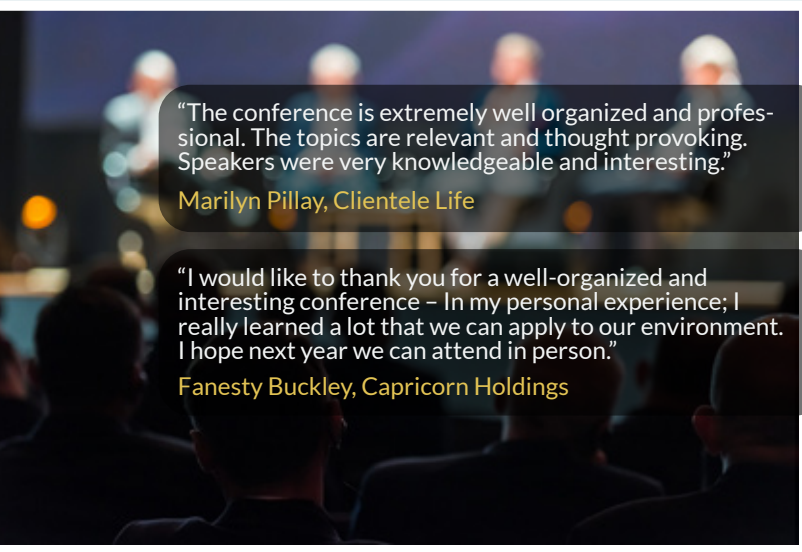 “The conference is extremely well organized and profes-
sional. The topics are relevant and thought provoking.
Speakers were very knowledgeable and interesting.”
Marilyn Pillay, Clientele Life
“I would like to thank you for a well-organized and
interesting conference – In my personal experience; I
really learned a lot that we can apply to our environment.
I hope next year we can attend in person.”
Fanesty Buckley, Capricorn Holdings